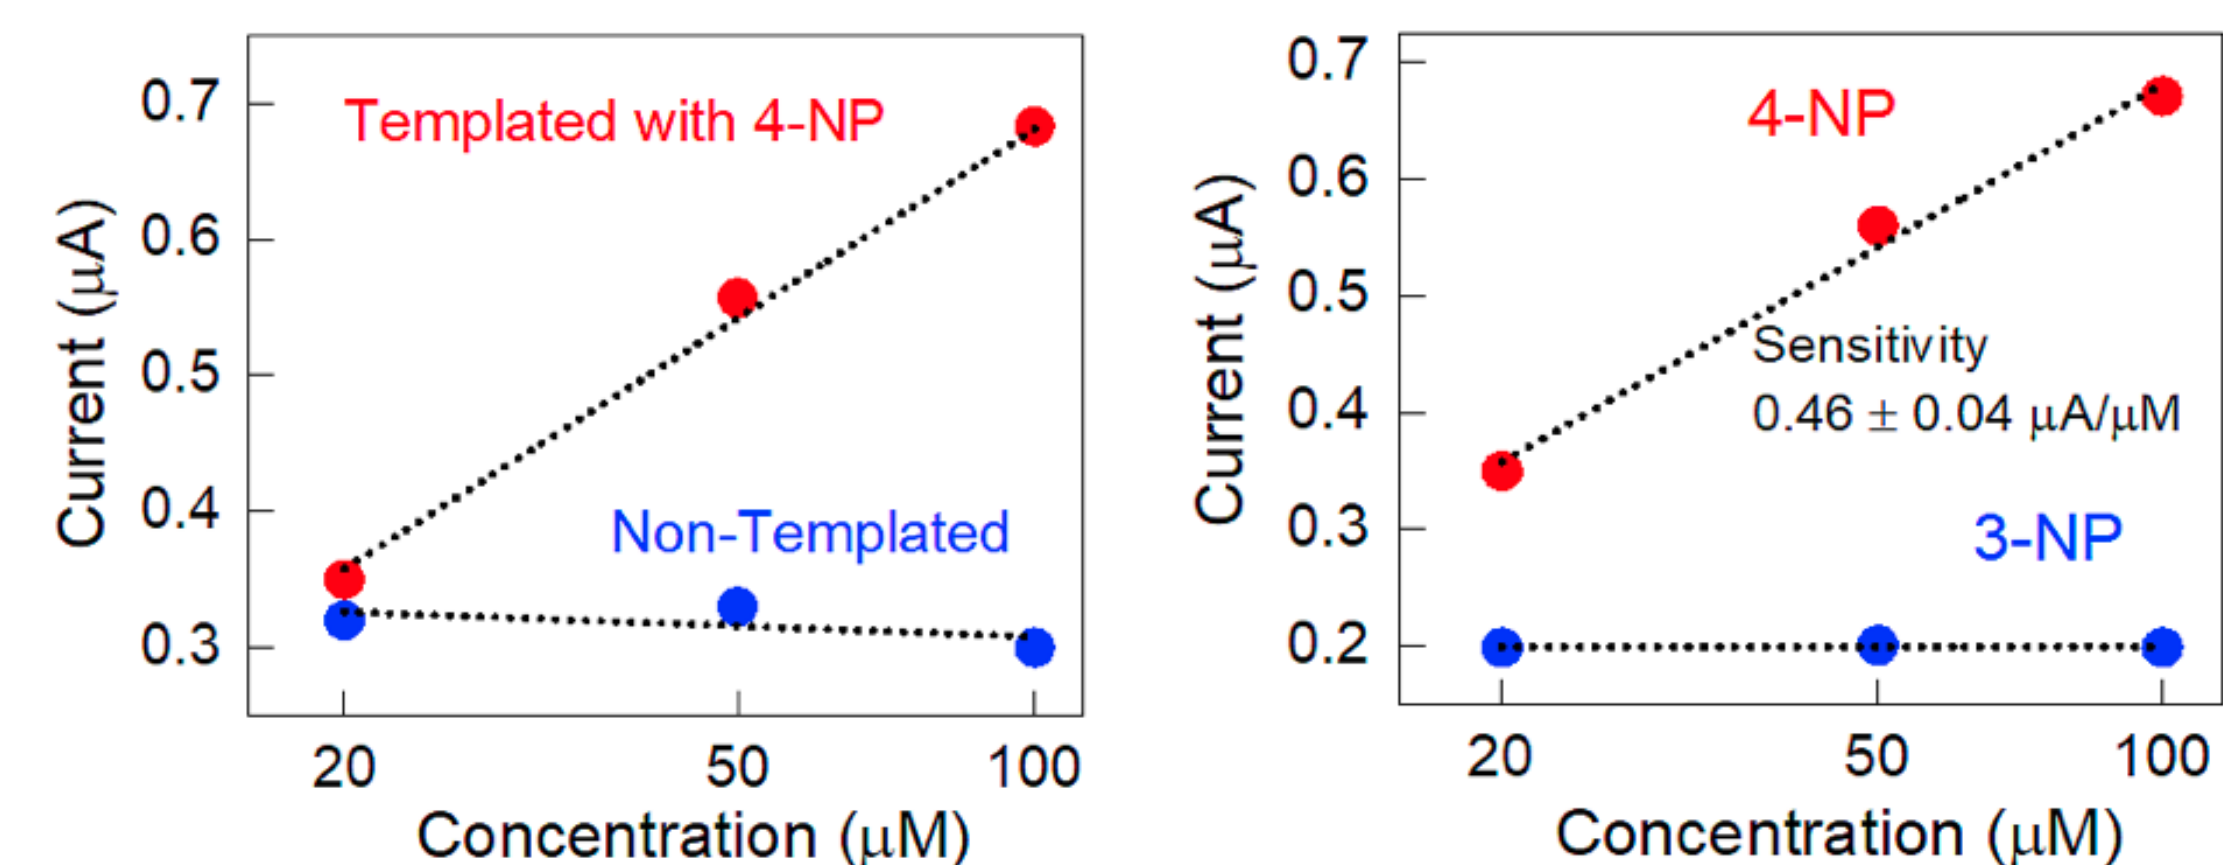 Current (μA)
0.7
0.6
0.5
0.4
0.3
Templated with 4-NP
Non-Templated
20 50 100
Concentration (μM)
Current (μA)
0.7
0.6
0.5
0.4
0.3
0.2
4-NP
Sensitivity
0.46 ± 0.04 μA/μM
3-NP
20 50 100
Concentration (μM)